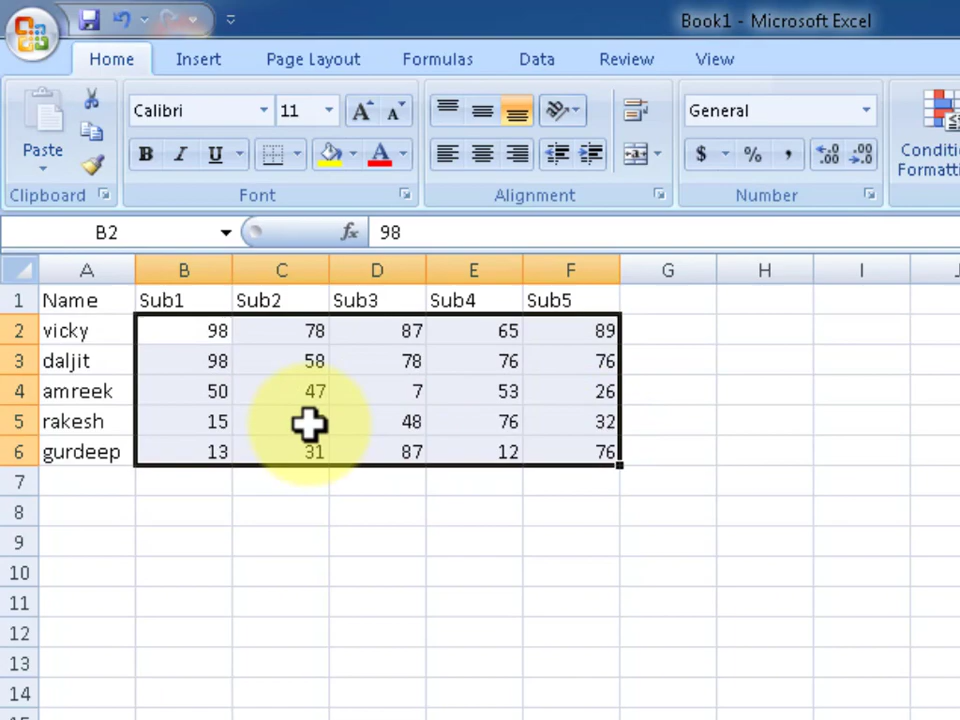 Book1 - Microsoft Excel
Home Insert Page Layout Formulas Data Review View
Calibri 11 General
Paste B I U A $ % , .00
Clipboard Font Alignment Number
B2 fx 98
A B C D E F G H I
1 Name Sub1 Sub2 Sub3 Sub4 Sub5
2 vicky 98 78 87 65 89
3 daljit 98 58 78 76 76
4 amreek 50 47 7 53 26
5 rakesh 15 48 76 32
6 gurdeep 13 31 87 12 76
7
8
9
10
11
12
13
14